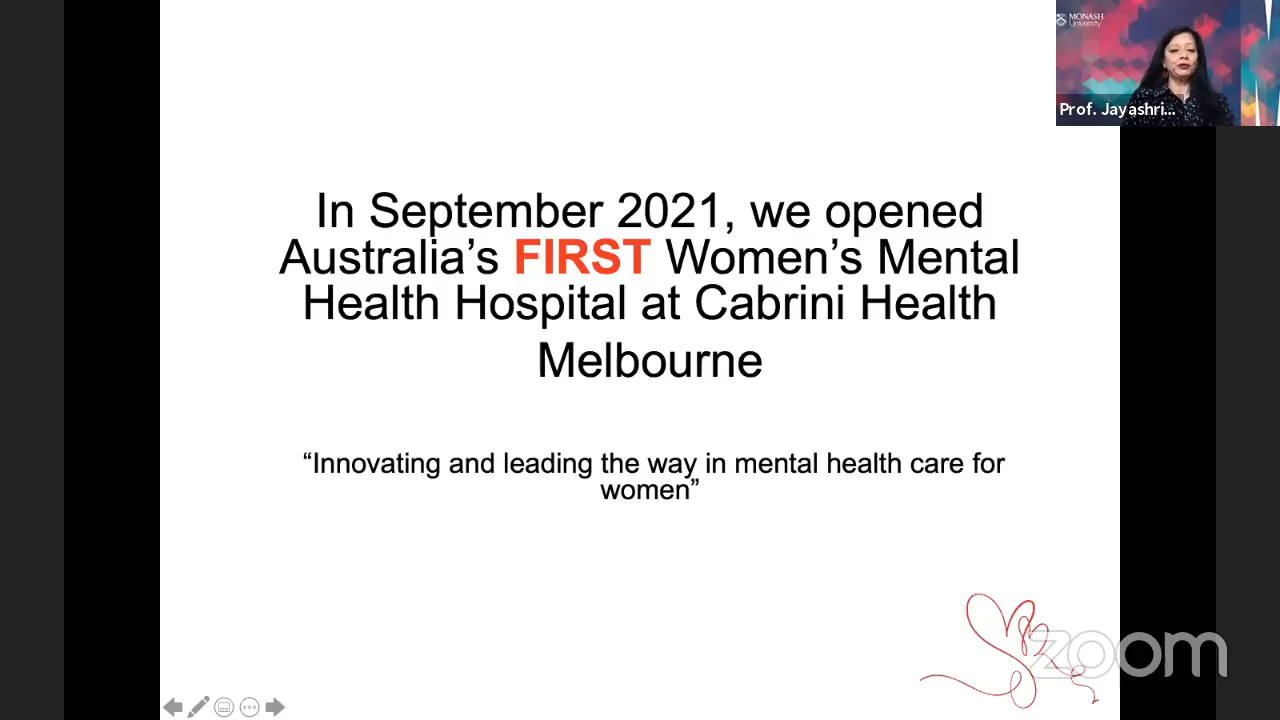 MONASH
University
Prof. Jayashri...
In September 2021, we opened
Australia’s FIRST Women’s Mental
Health Hospital at Cabrini Health
Melbourne
“Innovating and leading the way in mental health care for
women”
zoom